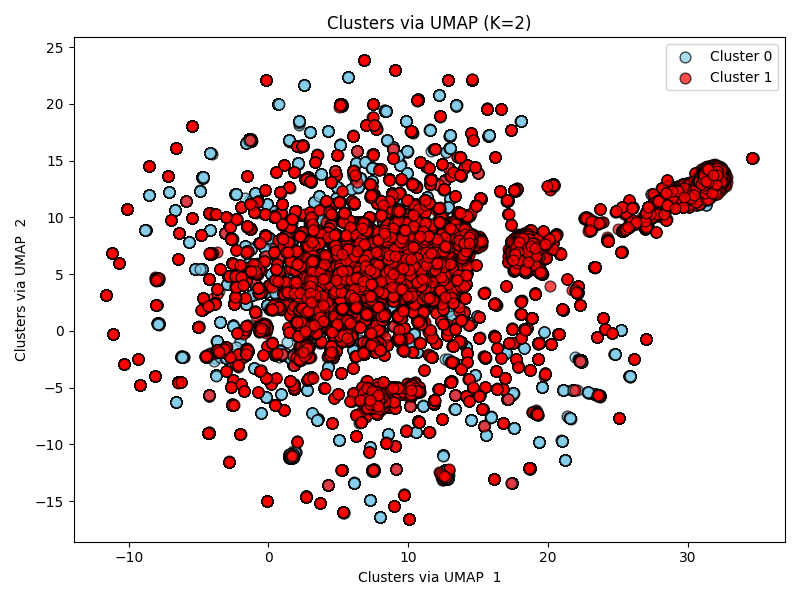 Clusters via UMAP (K=2)
Cluster 0
Cluster 1
25
20
15
10
5
0
−5
−10
−15
Clusters via UMAP  2
−10
0
10
20
30
Clusters via UMAP  1